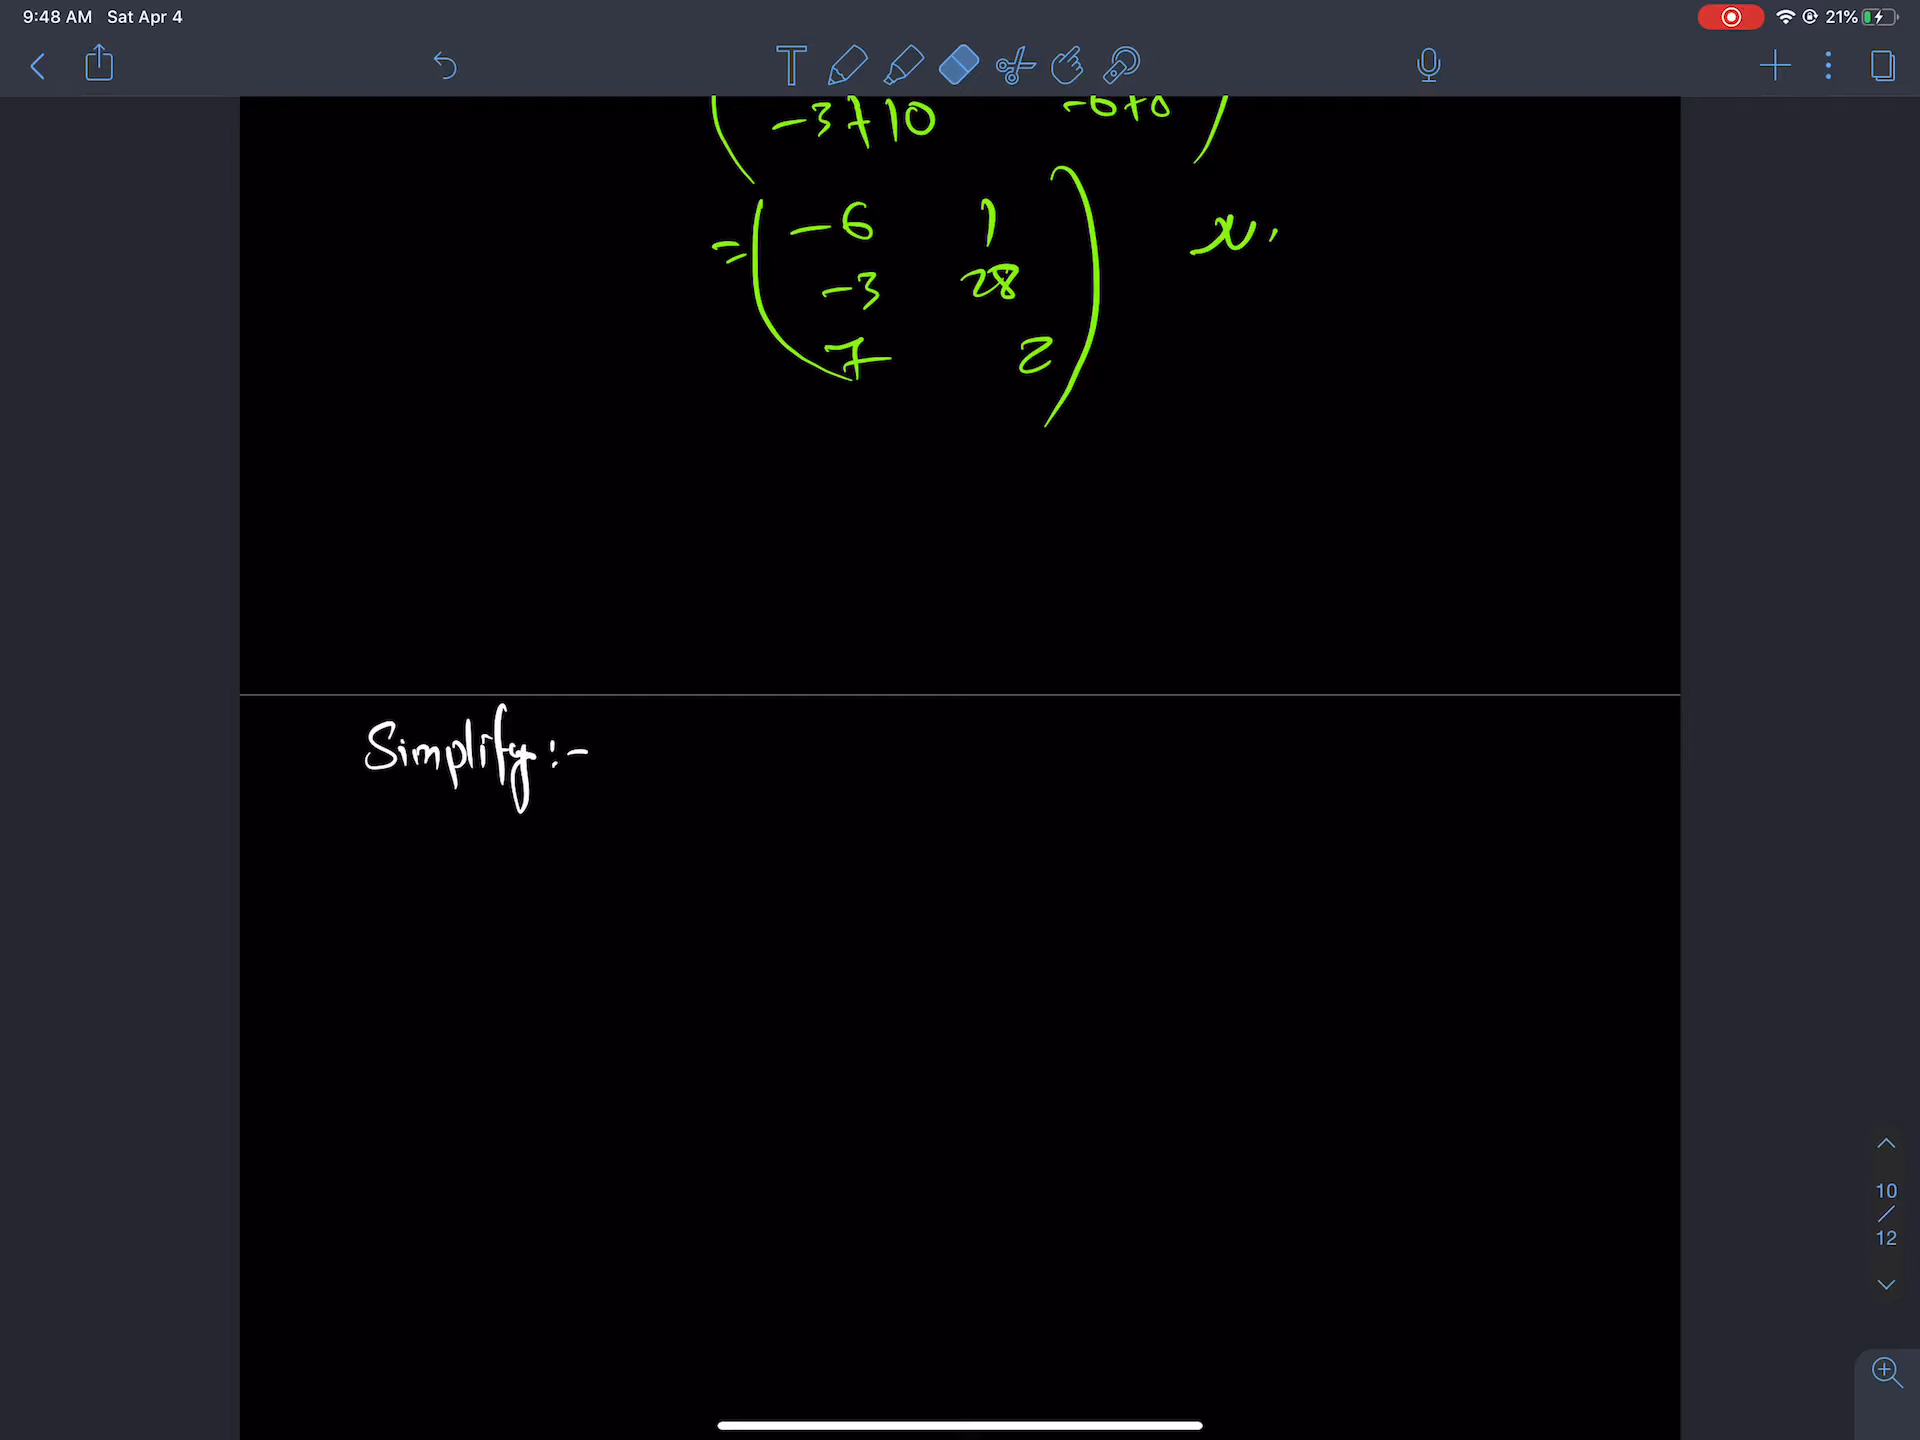 9:48 AM Sat Apr 4
21%
T
-3+10 -6+8
= ( -6 1 ) x.
-3 28
7 2
Simplify:-
10
/
12